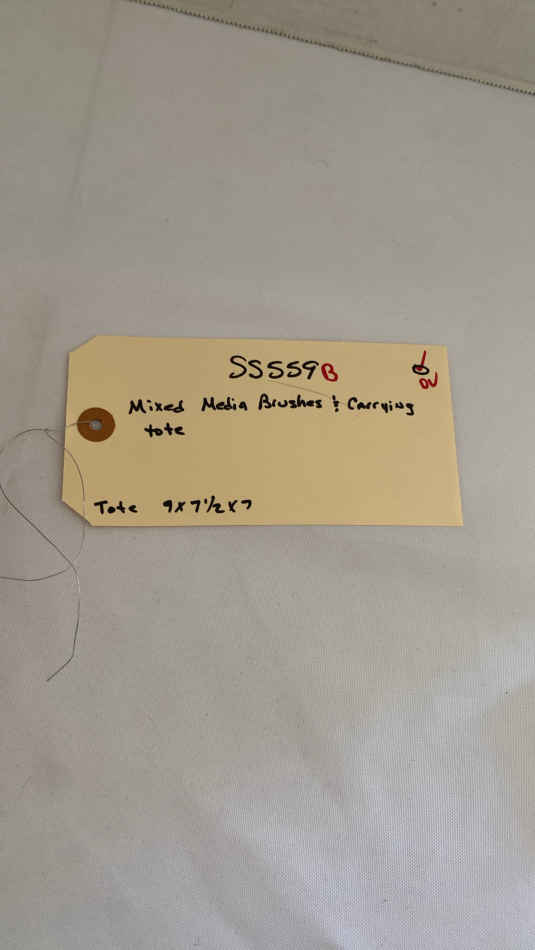 SS559B
Mixed Media Brushes & Carrying
tote
Tote 9x7½x7